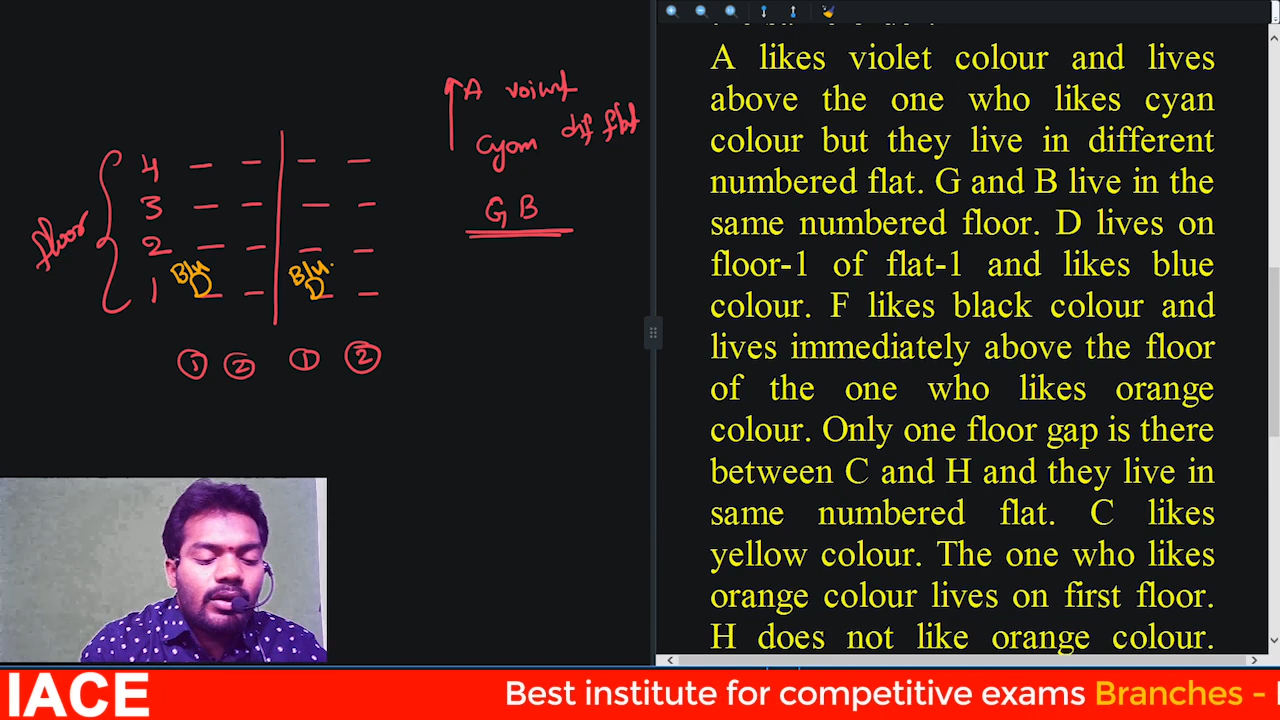 A voiwt
Cyan dif flat
G B
floor
4
3
2
1
Blu. D
Blu. D
① ② ① ②
A likes violet colour and lives
above the one who likes cyan
colour but they live in different
numbered flat. G and B live in the
same numbered floor. D lives on
floor-1 of flat-1 and likes blue
colour. F likes black colour and
lives immediately above the floor
of the one who likes orange
colour. Only one floor gap is there
between C and H and they live in
same numbered flat. C likes
yellow colour. The one who likes
orange colour lives on first floor.
H does not like orange colour.
IACE
Best institute for competitive exams Branches -